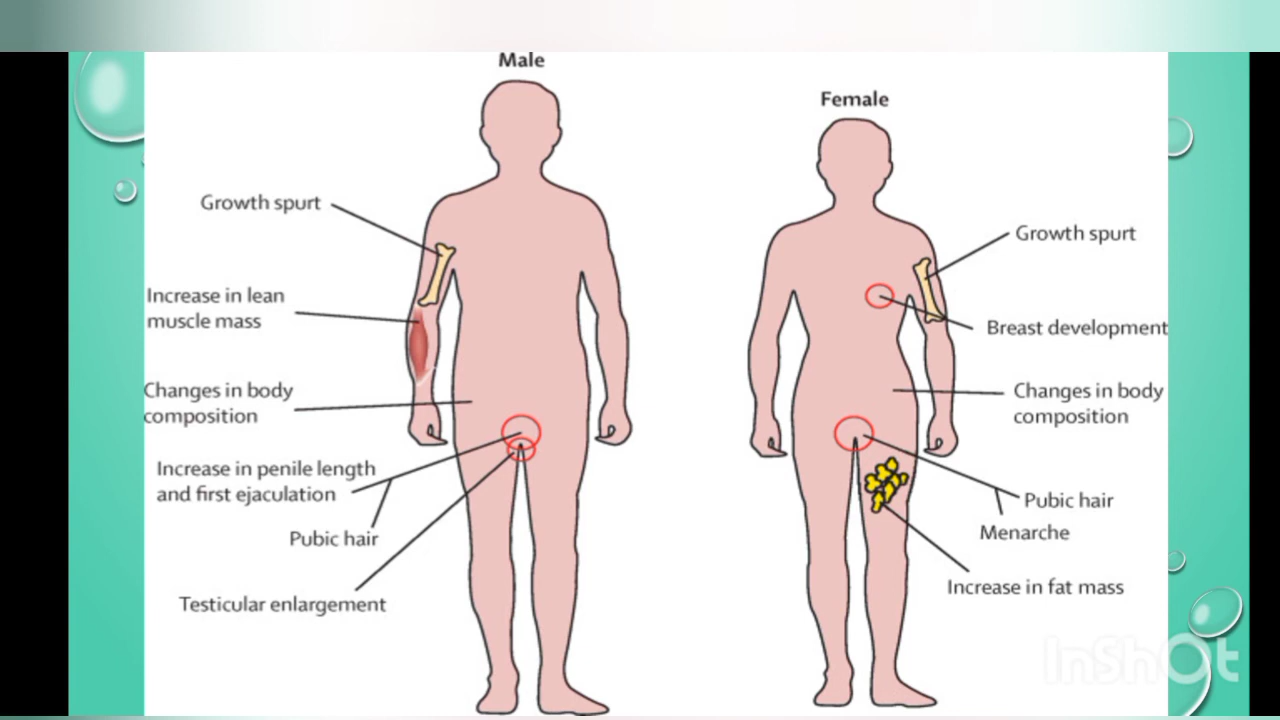 Male
Growth spurt
Increase in lean
muscle mass
Changes in body
composition
Increase in penile length
and first ejaculation
Pubic hair
Testicular enlargement
Female
Growth spurt
Breast development
Changes in body
composition
Pubic hair
Menarche
Increase in fat mass
InShOt